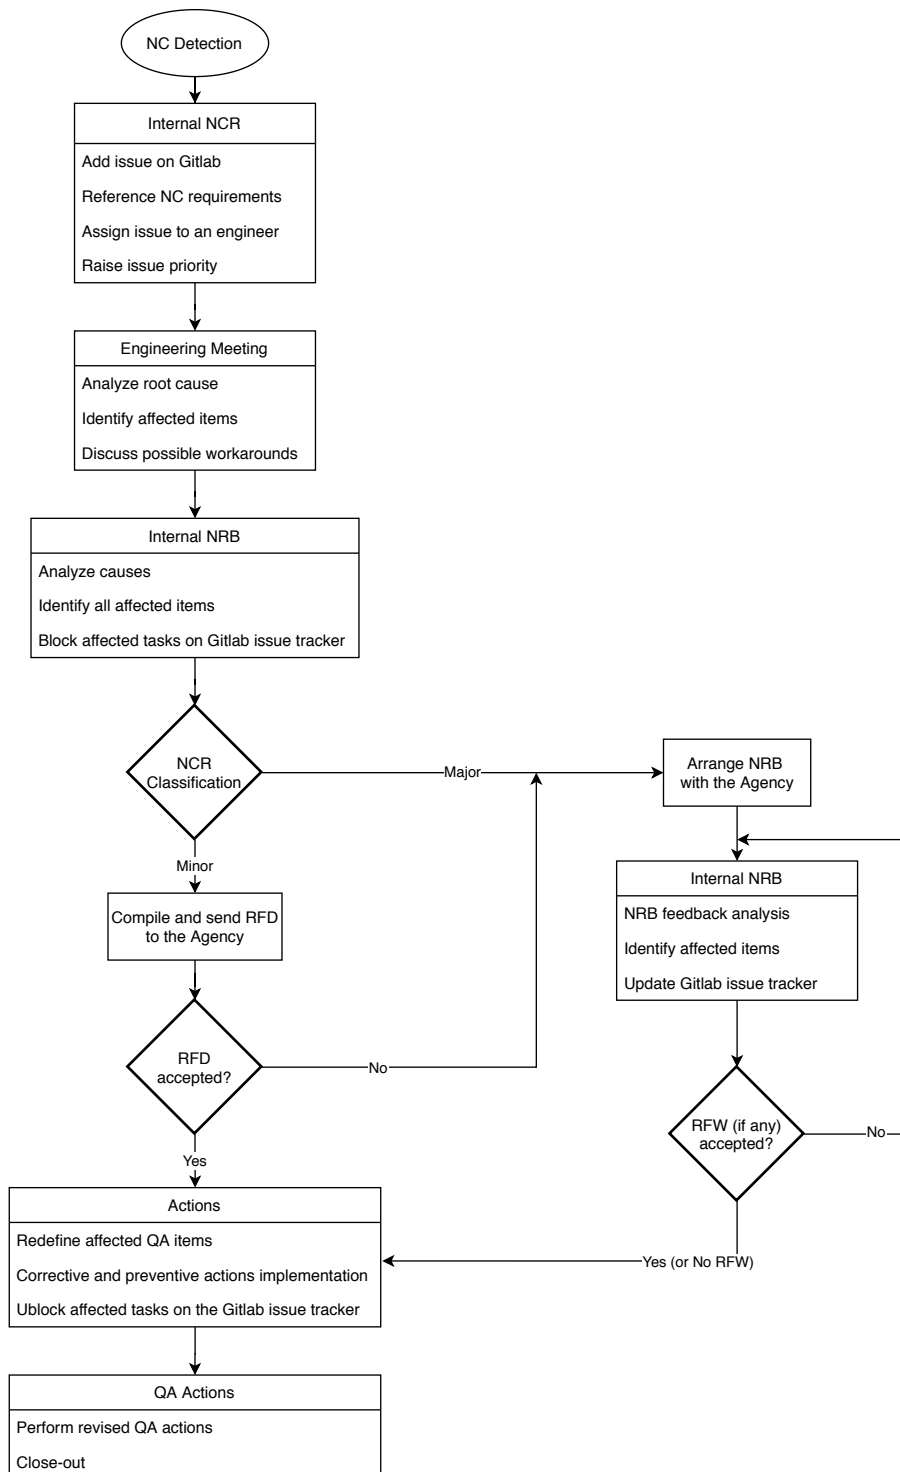 NC Detection
Internal NCR
Add issue on Gitlab
Reference NC requirements
Assign issue to an engineer
Raise issue priority
Engineering Meeting
Analyze root cause
Identify affected items
Discuss possible workarounds
Internal NRB
Analyze causes
Identify all affected items
Block affected tasks on Gitlab issue tracker
NCR
Classification
Major
Arrange NRB
with the Agency
Minor
Compile and send RFD
to the Agency
Internal NRB
NRB feedback analysis
Identify affected items
Update Gitlab issue tracker
RFD
accepted?
No
RFW (if any)
accepted?
No
Yes
Yes (or No RFW)
Actions
Redefine affected QA items
Corrective and preventive actions implementation
Ublock affected tasks on the Gitlab issue tracker
QA Actions
Perform revised QA actions
Close-out